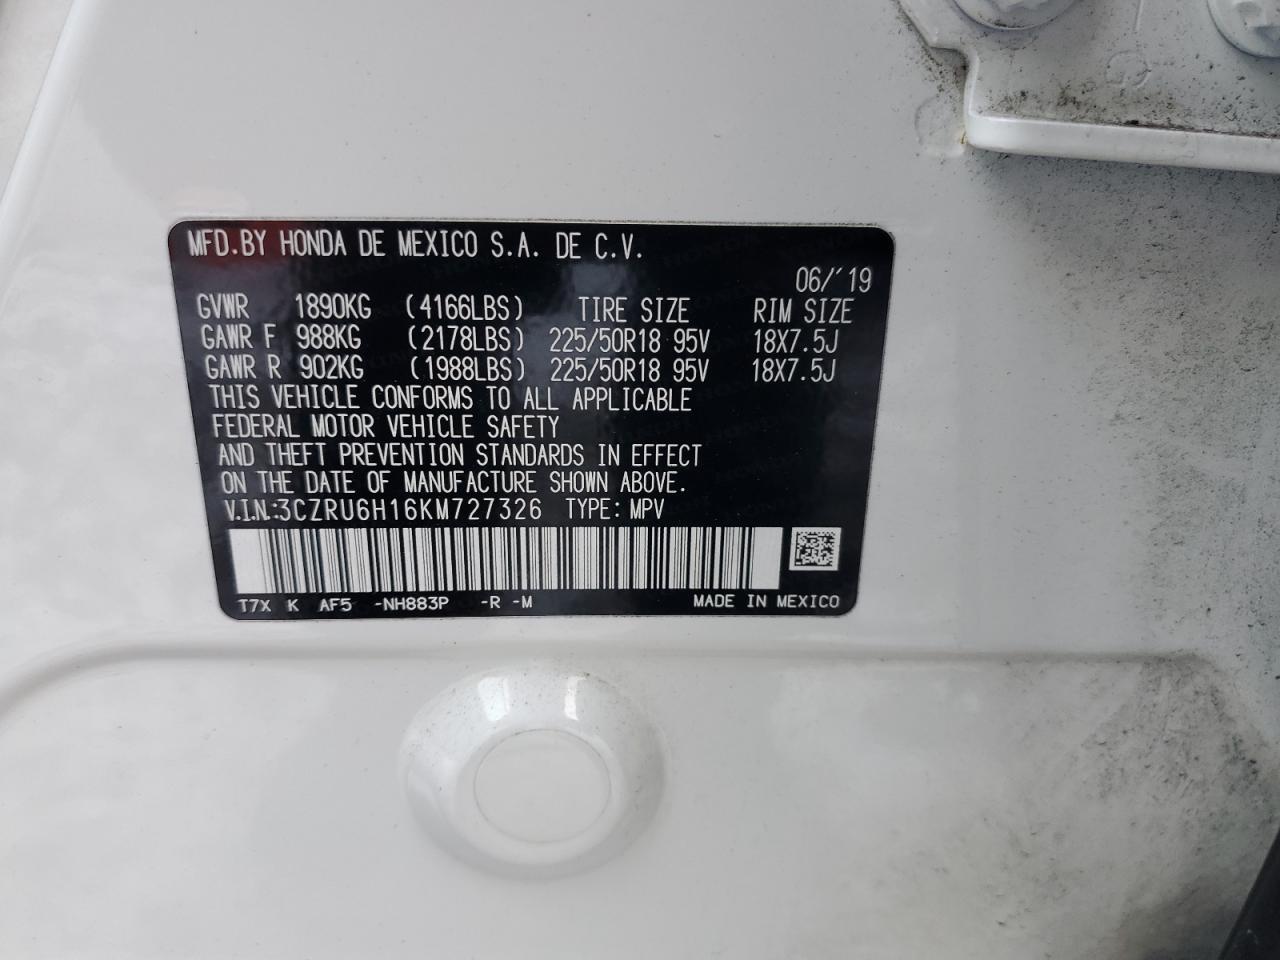 MFD.BY HONDA DE MEXICO S.A. DE C.V.
06/'19
GVWR 1890KG (4166LBS) TIRE SIZE RIM SIZE
GAWR F 988KG (2178LBS) 225/50R18 95V 18X7.5J
GAWR R 902KG (1988LBS) 225/50R18 95V 18X7.5J
THIS VEHICLE CONFORMS TO ALL APPLICABLE
FEDERAL MOTOR VEHICLE SAFETY
AND THEFT PREVENTION STANDARDS IN EFFECT
ON THE DATE OF MANUFACTURE SHOWN ABOVE.
V.I.N.:3CZRU6H16KM727326 TYPE: MPV
T7X K AF5 -NH883P -R -M MADE IN MEXICO